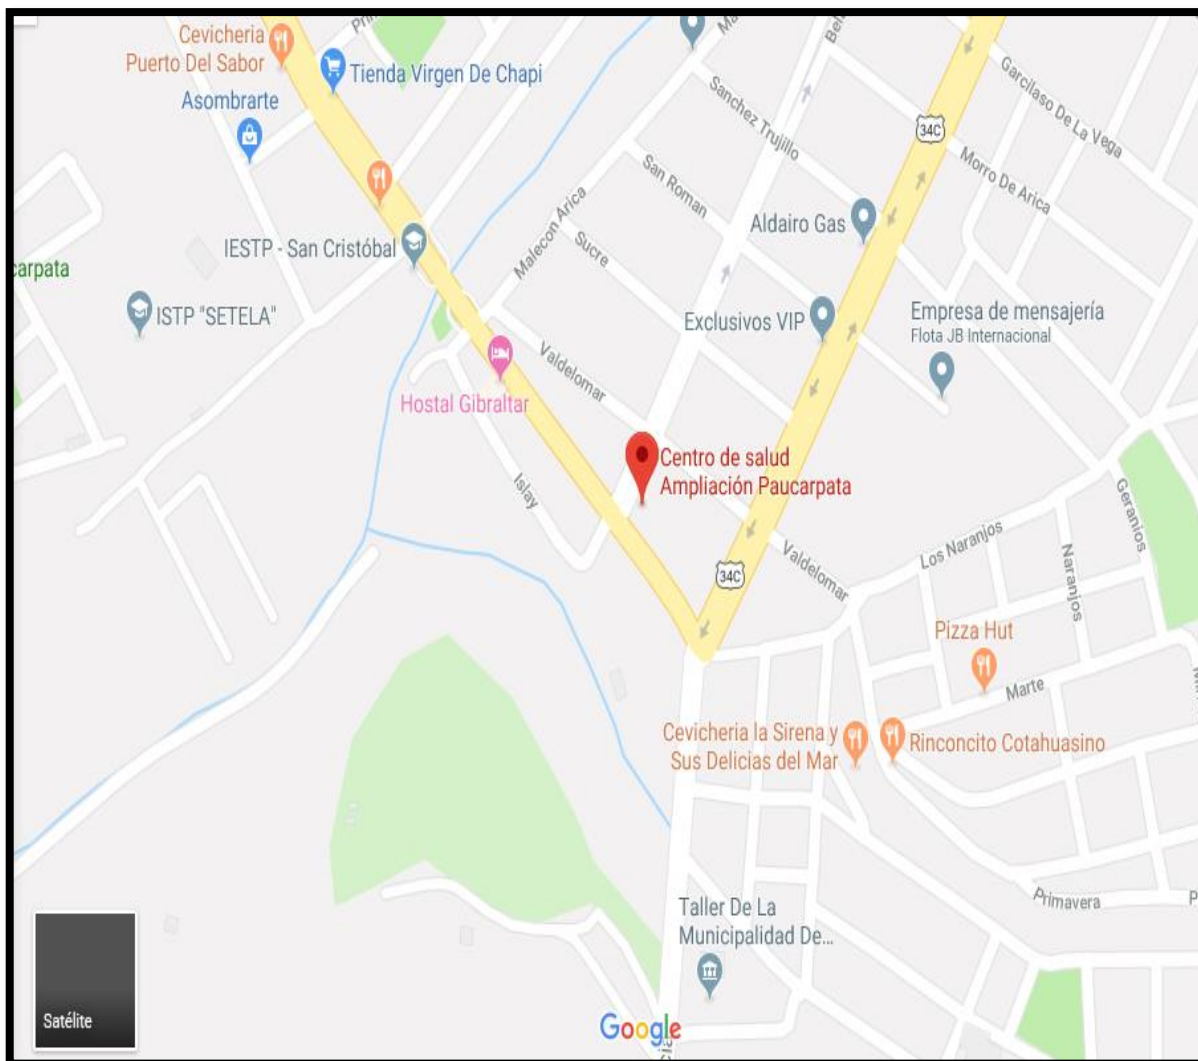 Cevicheria
Puerto Del Sabor
Tienda Virgen De Chapi
Asombrarte
Garcilaso De La Vega
34C
Sanchez Trujillo
Morro De Arica
San Roman
Malecon Arica
Aldairo Gas
IESTP - San Cristóbal
Sucre
carpata
ISTP "SETELA"
Exclusivos VIP
Empresa de mensajería
Flota JB Internacional
Valdelomar
Hostal Gibraltar
Centro de salud
Ampliación Paucarpata
Islay
Geranios
Los Naranjos
Valdelomar
Naranjos
34C
Pizza Hut
Marte
Cevicheria la Sirena y
Sus Delicias del Mar
Rinconcito Cotahuasino
Primavera
P
Taller De La
Municipalidad De...
Satélite
Google